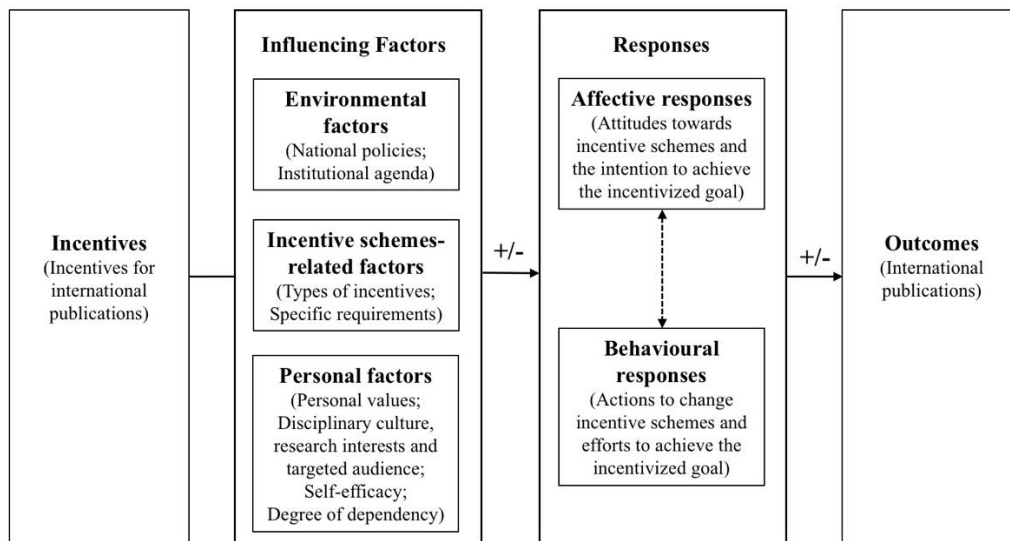 Incentives
(Incentives for
international
publications)
Influencing Factors
Environmental
factors
(National policies;
Institutional agenda)
Incentive schemes-
related factors
(Types of incentives;
Specific requirements)
Personal factors
(Personal values;
Disciplinary culture,
research interests and
targeted audience;
Self-efficacy;
Degree of dependency)
+/-
Responses
Affective responses
(Attitudes towards
incentive schemes and
the intention to achieve
the incentivized goal)
Behavioural
responses
(Actions to change
incentive schemes and
efforts to achieve the
incentivized goal)
+/-
Outcomes
(International
publications)